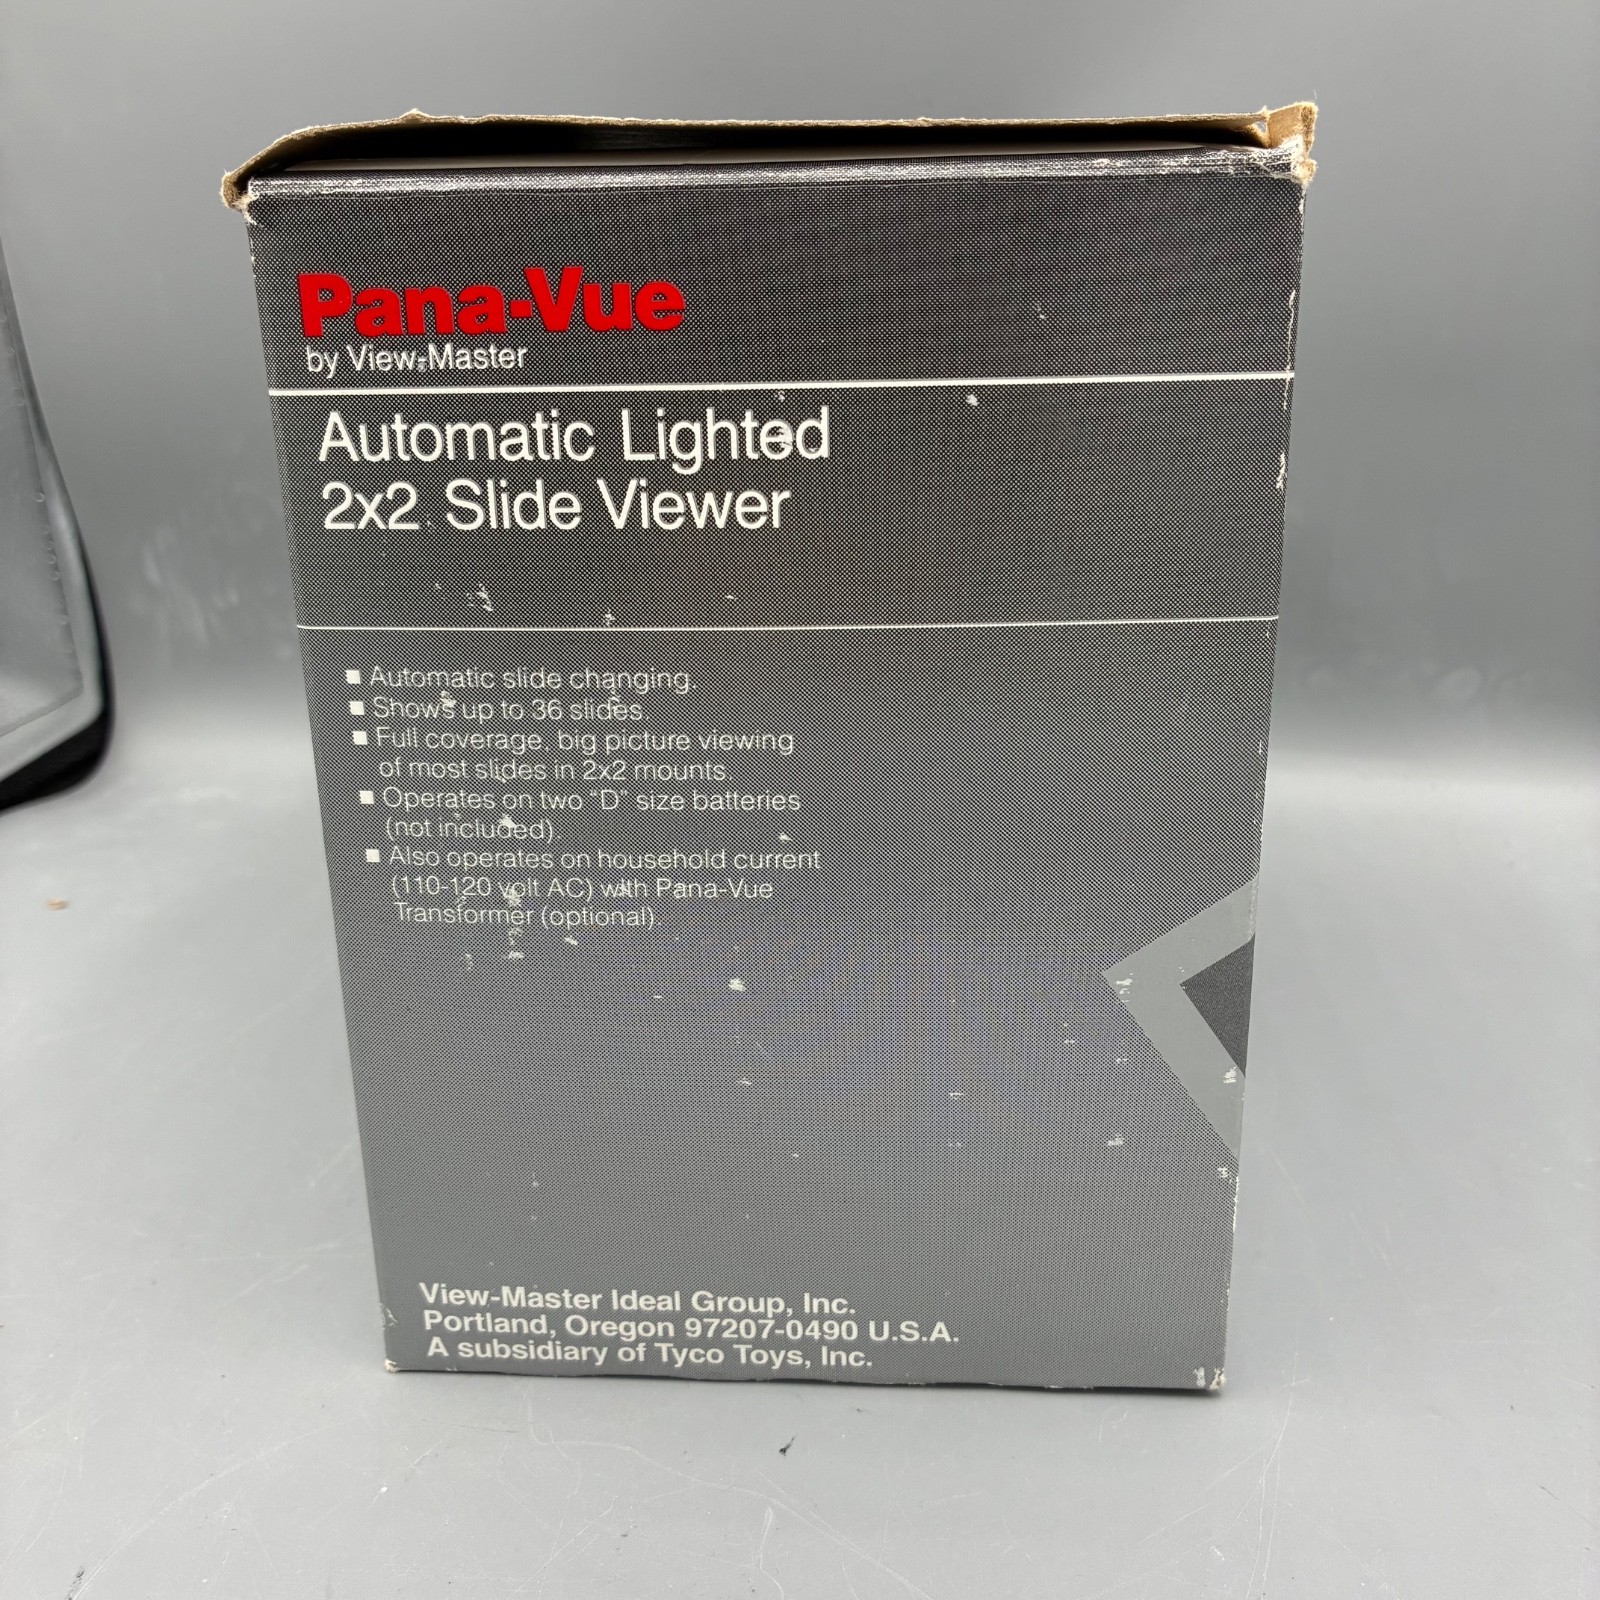 Pana-Vue
by View-Master
Automatic Lighted
2x2 Slide Viewer
■ Automatic slide changing.
■ Shows up to 36 slides.
■ Full coverage, big picture viewing
of most slides in 2x2 mounts.
■ Operates on two "D" size batteries
(not included).
■ Also operates on household current
(110-120 volt AC) with Pana-Vue
Transformer (optional).
View-Master Ideal Group, Inc.
Portland, Oregon 97207-0490 U.S.A.
A subsidiary of Tyco Toys, Inc.